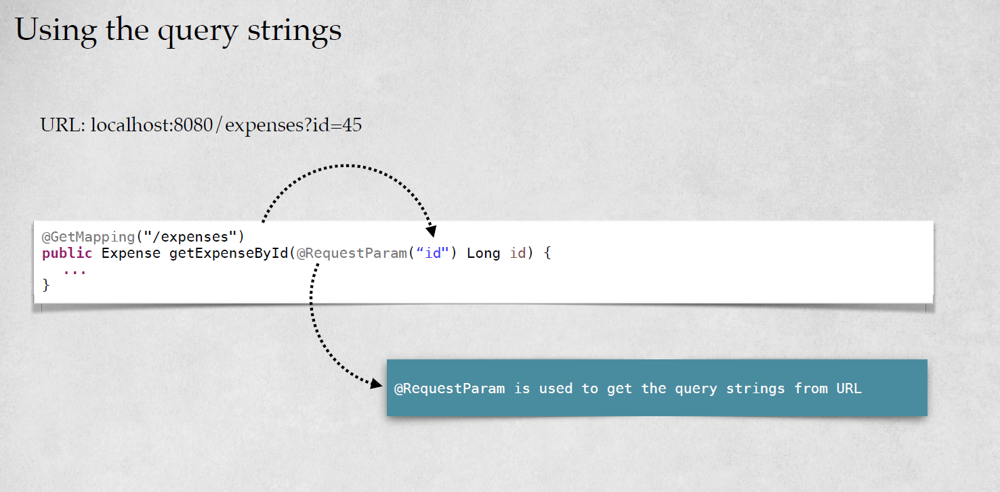 Using the query strings
URL: localhost:8080/expenses?id=45
@GetMapping("/expenses")
public Expense getExpenseById(@RequestParam(“id") Long id) {
...
}
@RequestParam is used to get the query strings from URL